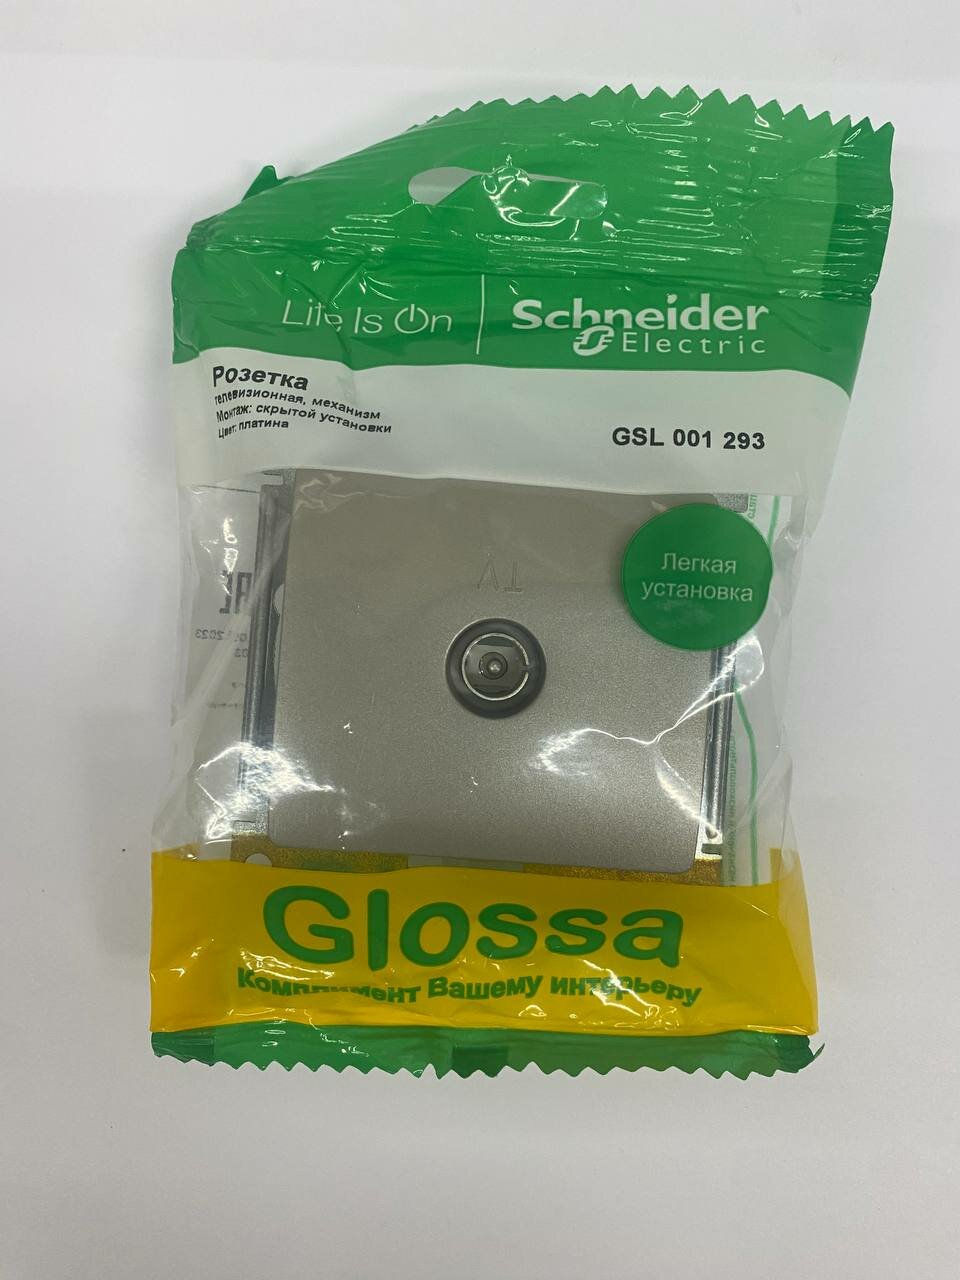 Life Is On
Schneider
Electric
Розетка
телевизионная, механизм
Монтаж: скрытой установки
Цвет: платина
GSL 001 293
Легкая
установка
TV
Glossa
Комплимент Вашему интерьеру